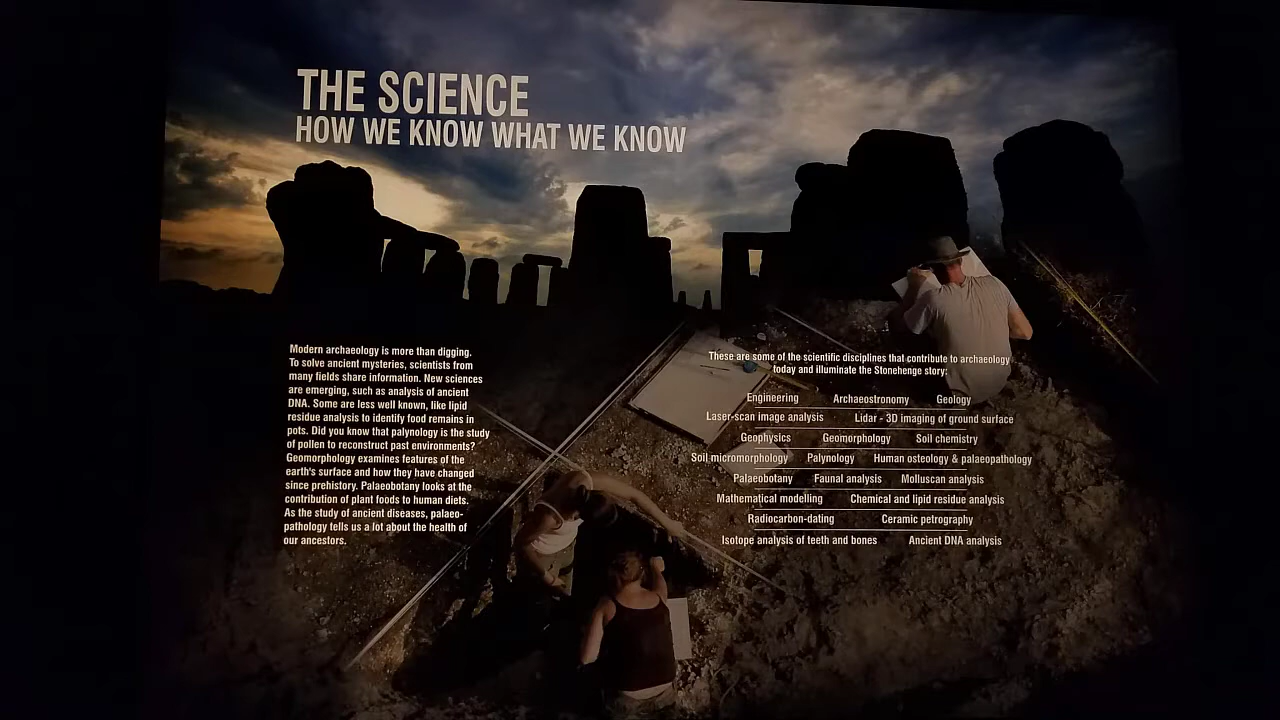 THE SCIENCE
HOW WE KNOW WHAT WE KNOW
Modern archaeology is more than digging.
To solve ancient mysteries, scientists from
many fields share information. New sciences
are emerging, such as analysis of ancient
DNA. Some are less well known, like lipid
residue analysis to identify food remains in
pots. Did you know that palynology is the study
of pollen to reconstruct past environments?
Geomorphology examines features of the
earth's surface and how they have changed
since prehistory. Palaeobotany looks at the
contribution of plant foods to human diets.
As the study of ancient diseases, palaeo-
pathology tells us a lot about the health of
our ancestors.
These are some of the scientific disciplines that contribute to archaeology
today and illuminate the Stonehenge story:
Engineering Archaeostronomy Geology
Laser-scan image analysis Lidar - 3D imaging of ground surface
Geophysics Geomorphology Soil chemistry
Soil micromorphology Palynology Human osteology & palaeopathology
Palaeobotany Faunal analysis Molluscan analysis
Mathematical modelling Chemical and lipid residue analysis
Radiocarbon-dating Ceramic petrography
Isotope analysis of teeth and bones Ancient DNA analysis